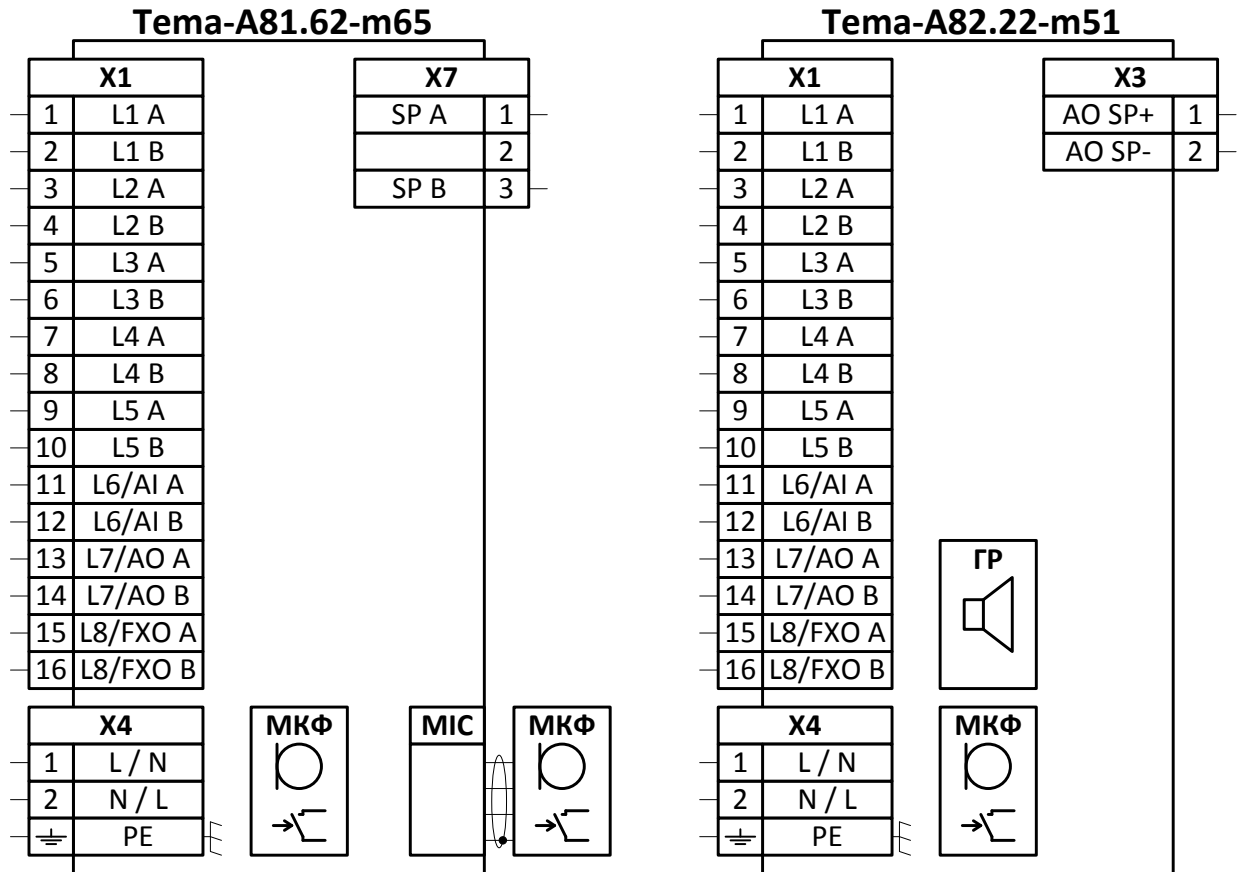 Tema-A81.62-m65
X1
1 L1 A
2 L1 B
3 L2 A
4 L2 B
5 L3 A
6 L3 B
7 L4 A
8 L4 B
9 L5 A
10 L5 B
11 L6/AI A
12 L6/AI B
13 L7/AO A
14 L7/AO B
15 L8/FXO A
16 L8/FXO B
X7
SP A 1
2
SP B 3
X4
1 L / N
2 N / L
PE
МКФ
MIC
МКФ
Tema-A82.22-m51
X1
1 L1 A
2 L1 B
3 L2 A
4 L2 B
5 L3 A
6 L3 B
7 L4 A
8 L4 B
9 L5 A
10 L5 B
11 L6/AI A
12 L6/AI B
13 L7/AO A
14 L7/AO B
15 L8/FXO A
16 L8/FXO B
X3
AO SP+ 1
AO SP- 2
ГР
X4
1 L / N
2 N / L
PE
МКФ